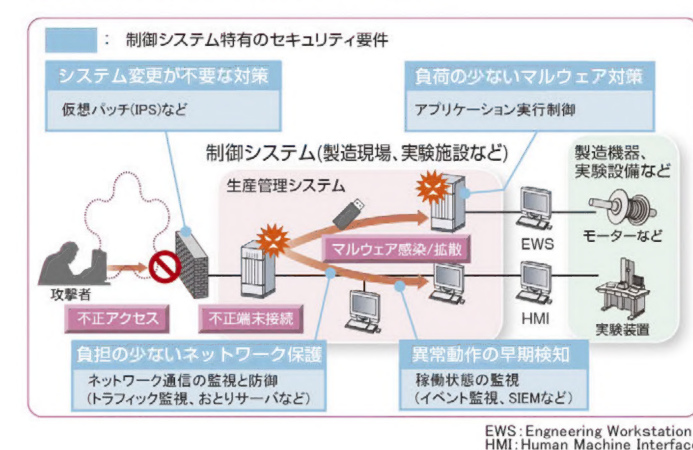 ： 制御システム特有のセキュリティ要件
システム変更が不要な対策
仮想パッチ(IPS)など
負荷の少ないマルウェア対策
アプリケーション実行制御
制御システム(製造現場、実験施設など)
生産管理システム
製造機器、
実験設備など
マルウェア感染/拡散
EWS
モーターなど
攻撃者
不正アクセス
不正端末接続
HMI
実験装置
負担の少ないネットワーク保護
ネットワーク通信の監視と防御
(トラフィック監視、おとりサーバなど)
異常動作の早期検知
稼働状態の監視
(イベント監視、SIEMなど)
EWS：Engneering Workstation
HMI：Human Machine Interface